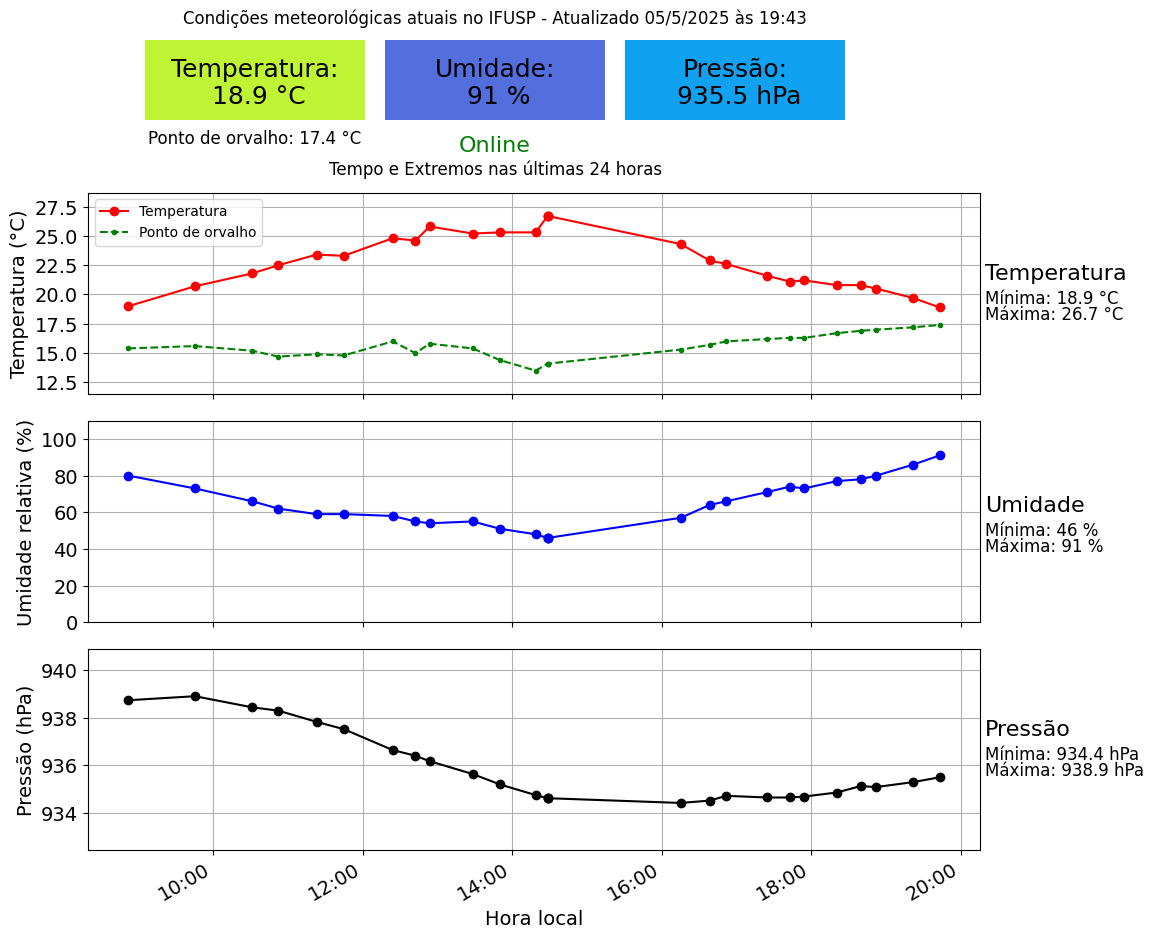 Condições meteorológicas atuais no IFUSP - Atualizado 05/5/2025 às 19:43
Temperatura:
18.9 °C
Umidade:
91 %
Pressão:
935.5 hPa
Ponto de orvalho: 17.4 °C
Online
Tempo e Extremos nas últimas 24 horas
Temperatura (°C)
27.5
25.0
22.5
20.0
17.5
15.0
12.5
Temperatura
Ponto de orvalho
Temperatura
Mínima: 18.9 °C
Máxima: 26.7 °C
Umidade relativa (%)
100
80
60
40
20
0
Umidade
Mínima: 46 %
Máxima: 91 %
Pressão (hPa)
940
938
936
934
Pressão
Mínima: 934.4 hPa
Máxima: 938.9 hPa
10:00
12:00
14:00
16:00
18:00
20:00
Hora local